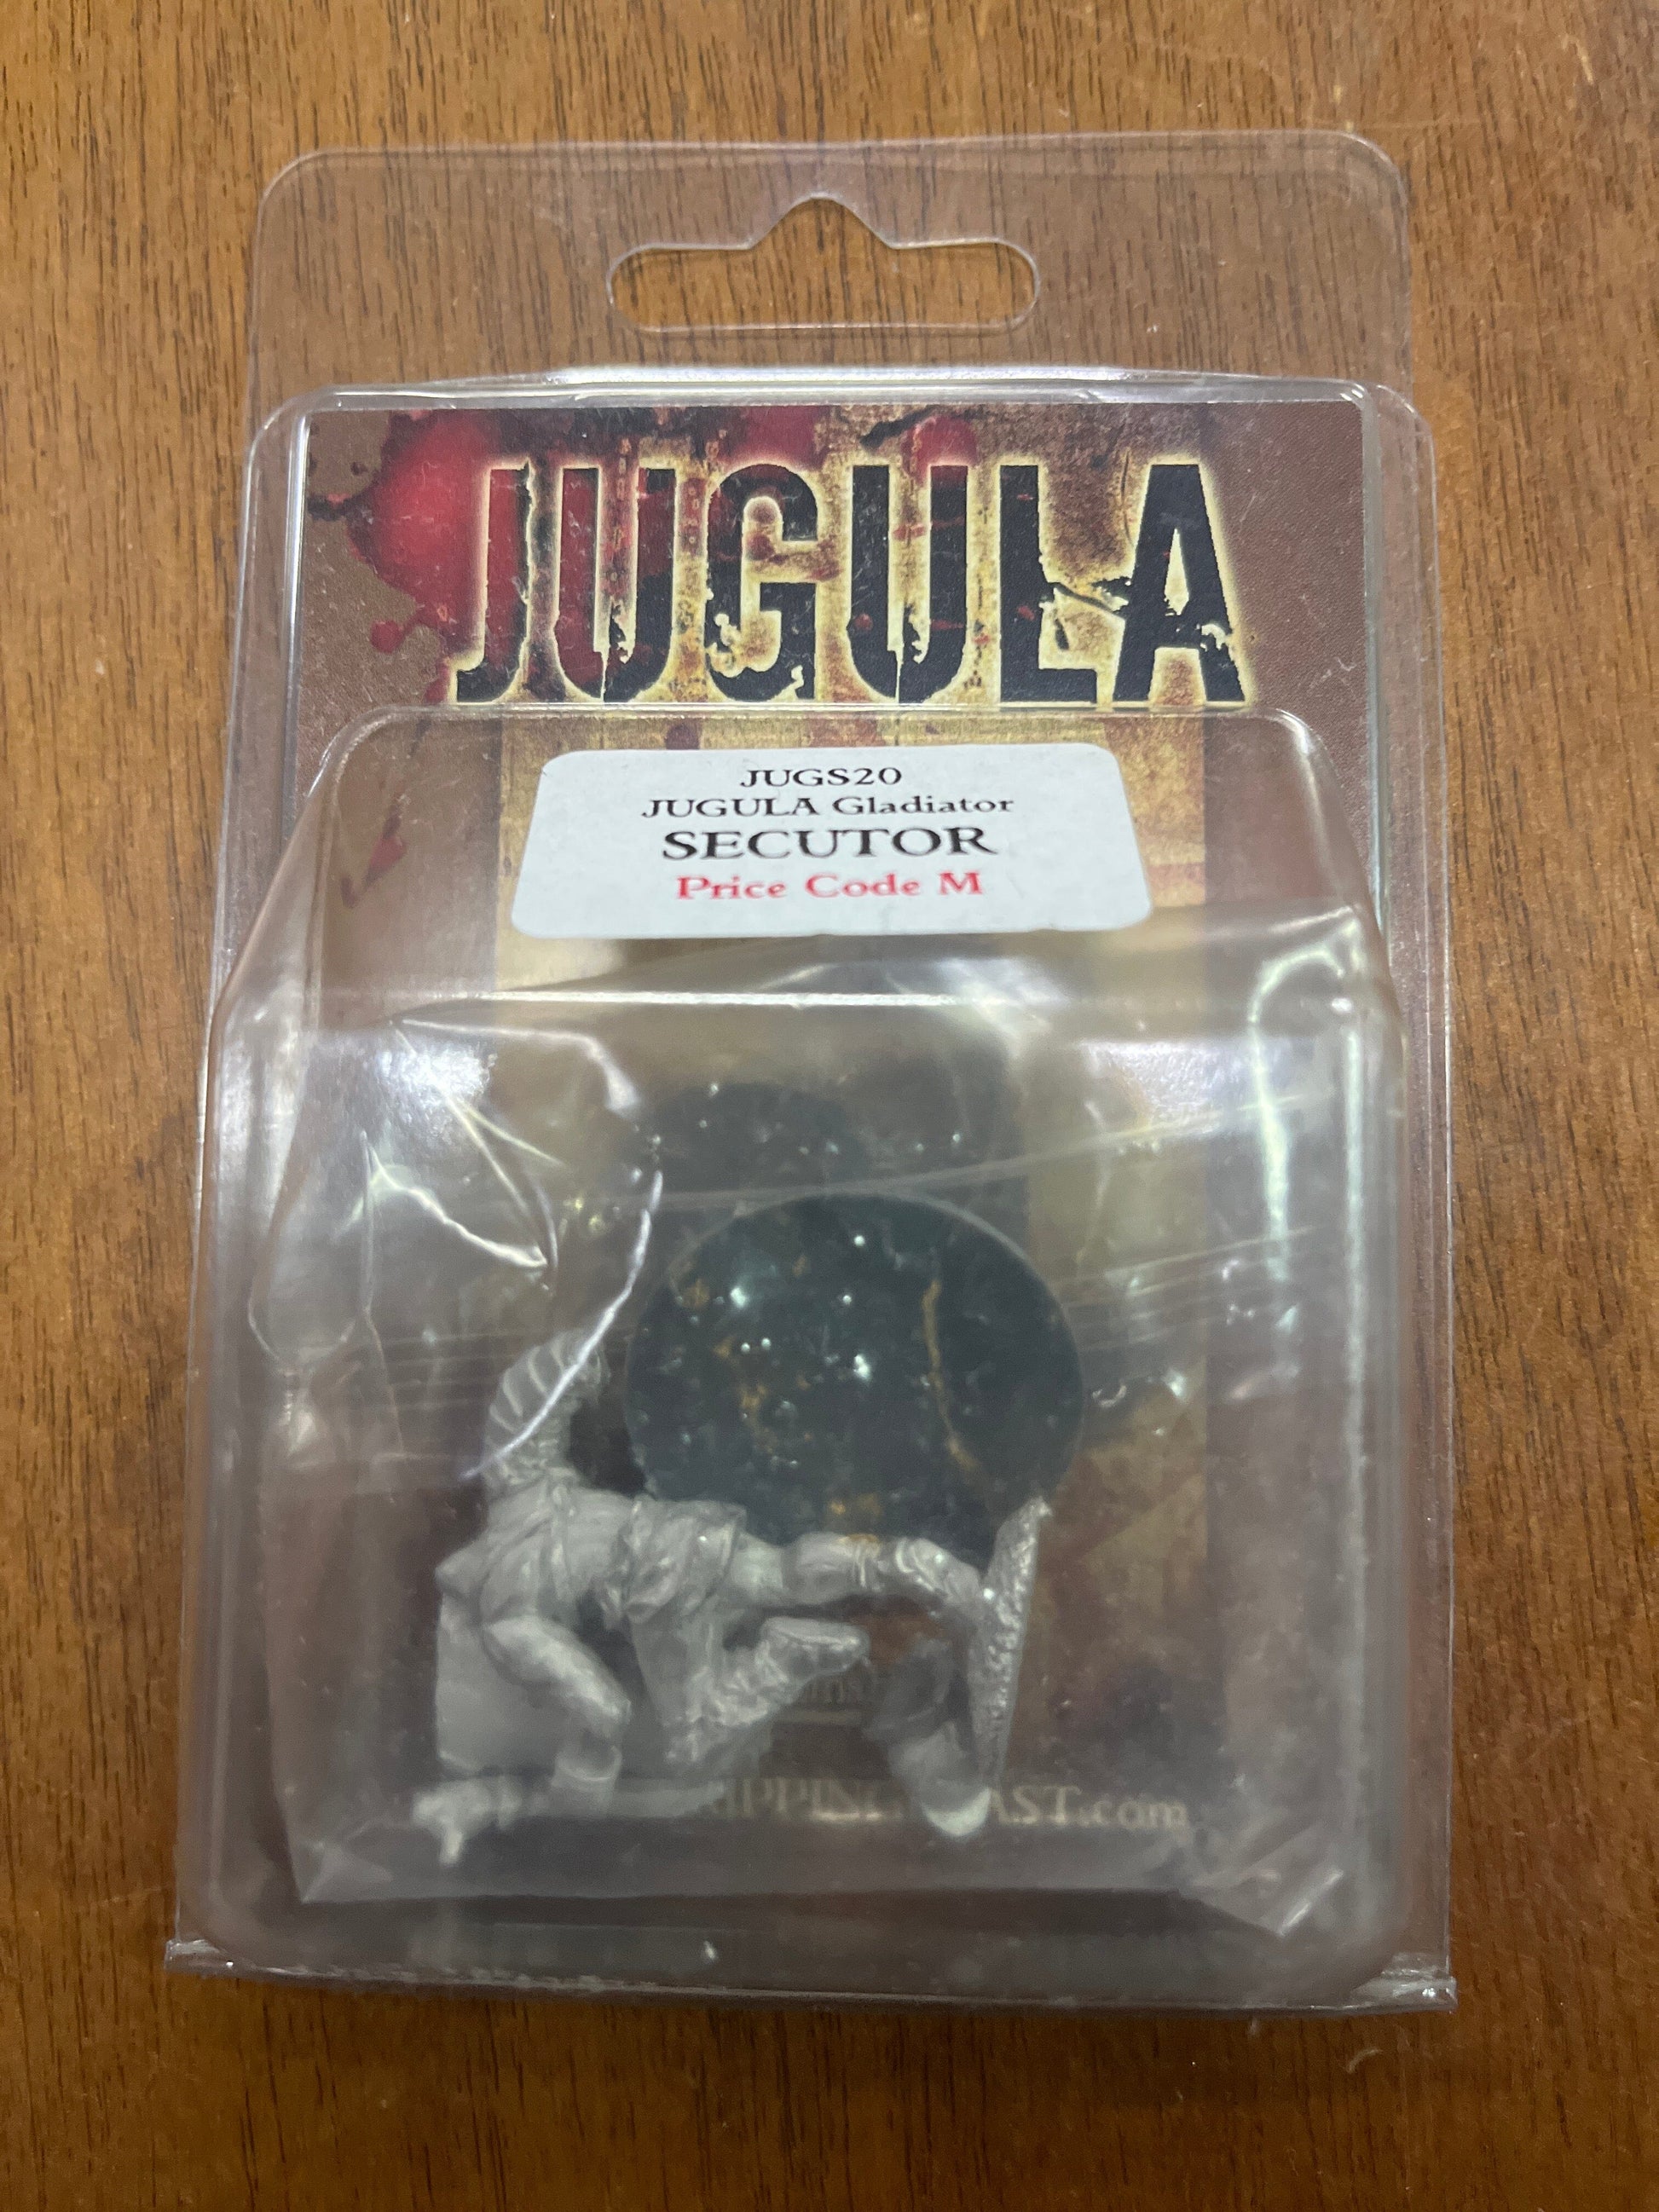 JUGULA
JUGS20
JUGULA Gladiator
SECUTOR
Price Code M